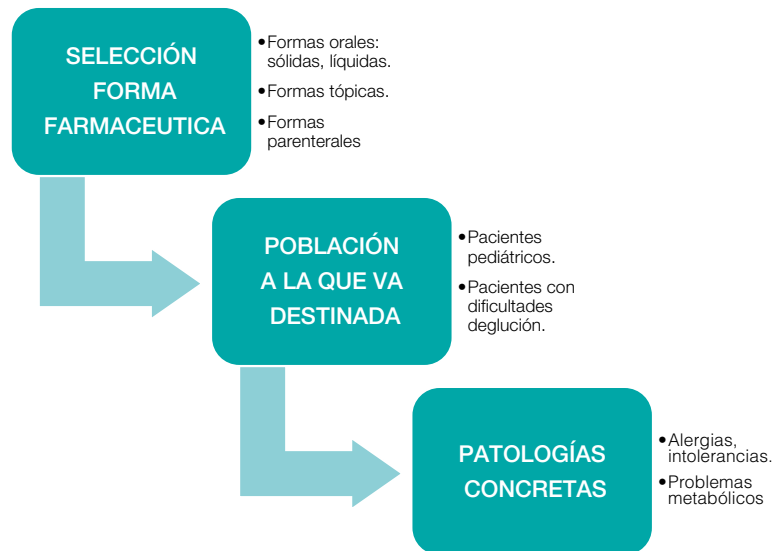 SELECCIÓN
FORMA
FARMACEUTICA
•Formas orales:
sólidas, líquidas.
•Formas tópicas.
•Formas
parenterales
POBLACIÓN
A LA QUE VA
DESTINADA
•Pacientes
pediátricos.
•Pacientes con
dificultades
deglución.
PATOLOGÍAS
CONCRETAS
•Alergias,
intolerancias.
•Problemas
metabólicos